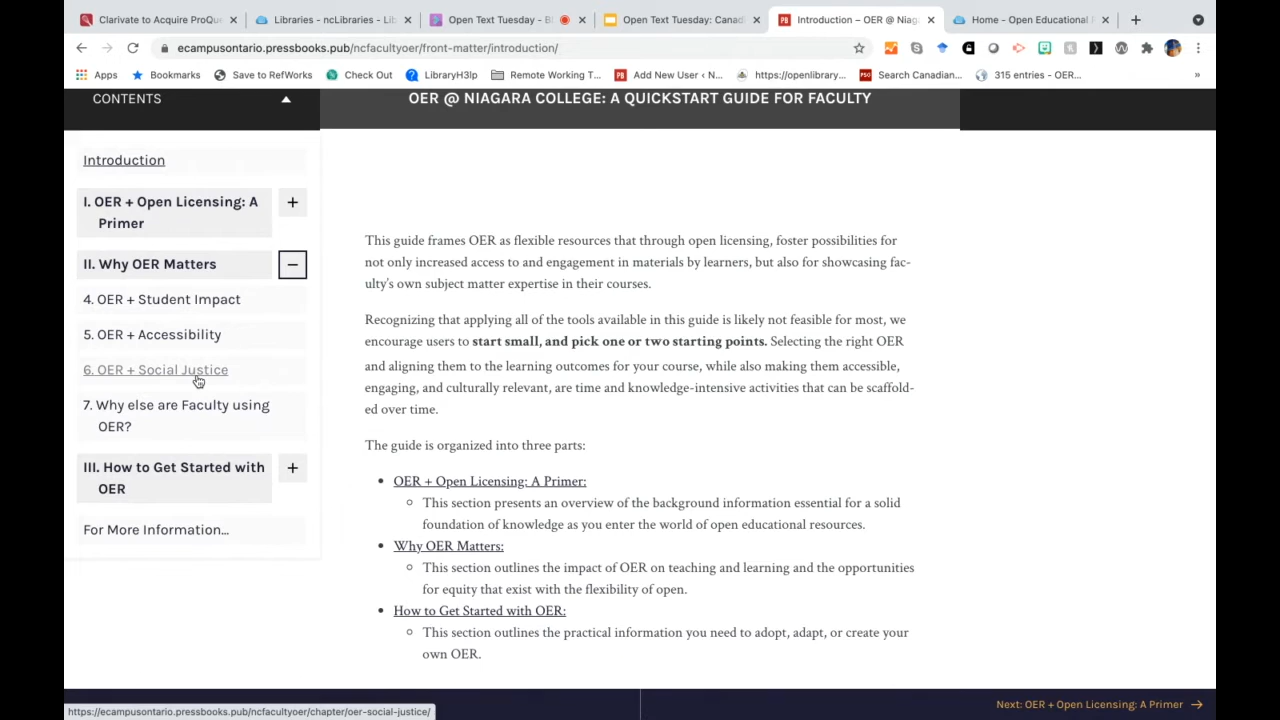 Clarivate to Acquire ProQu
Libraries - ncLibraries - Lib
Open Text Tuesday - B
Open Text Tuesday: Canad
Introduction – OER @ Niag
Home - Open Educational
ecampusontario.pressbooks.pub/ncfacultyoer/front-matter/introduction/
Apps
Bookmarks
Save to RefWorks
Check Out
LibraryH3lp
Remote Working T...
Add New User ‹ N...
https://openlibrary...
Search Canadian...
315 entries - OER...
»
CONTENTS
OER @ NIAGARA COLLEGE: A QUICKSTART GUIDE FOR FACULTY
Introduction
I. OER + Open Licensing: A
Primer
+
II. Why OER Matters
−
4. OER + Student Impact
5. OER + Accessibility
6. OER + Social Justice
7. Why else are Faculty using
OER?
III. How to Get Started with
OER
+
For More Information...
This guide frames OER as flexible resources that through open licensing, foster possibilities for
not only increased access to and engagement in materials by learners, but also for showcasing fac-
ulty's own subject matter expertise in their courses.
Recognizing that applying all of the tools available in this guide is likely not feasible for most, we
encourage users to start small, and pick one or two starting points. Selecting the right OER
and aligning them to the learning outcomes for your course, while also making them accessible,
engaging, and culturally relevant, are time and knowledge-intensive activities that can be scaffold-
ed over time.
The guide is organized into three parts:
• OER + Open Licensing: A Primer:
◦ This section presents an overview of the background information essential for a solid
foundation of knowledge as you enter the world of open educational resources.
• Why OER Matters:
◦ This section outlines the impact of OER on teaching and learning and the opportunities
for equity that exist with the flexibility of open.
• How to Get Started with OER:
◦ This section outlines the practical information you need to adopt, adapt, or create your
own OER.
https://ecampusontario.pressbooks.pub/ncfacultyoer/chapter/oer-social-justice/
Next: OER + Open Licensing: A Primer →